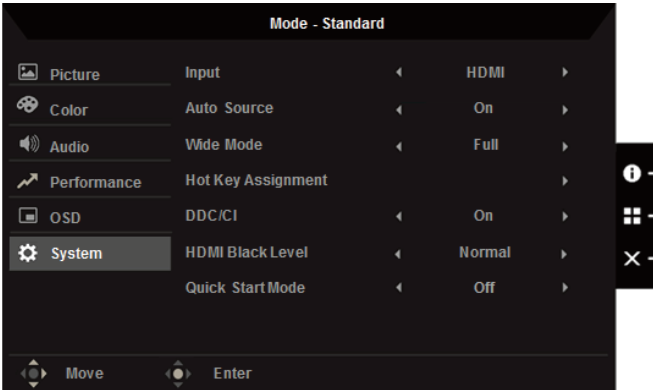 Mode - Standard
Picture
Color
Audio
Performance
OSD
System
Input HDMI
Auto Source On
Wide Mode Full
Hot Key Assignment
DDC/CI On
HDMI Black Level Normal
Quick Start Mode Off
Move Enter